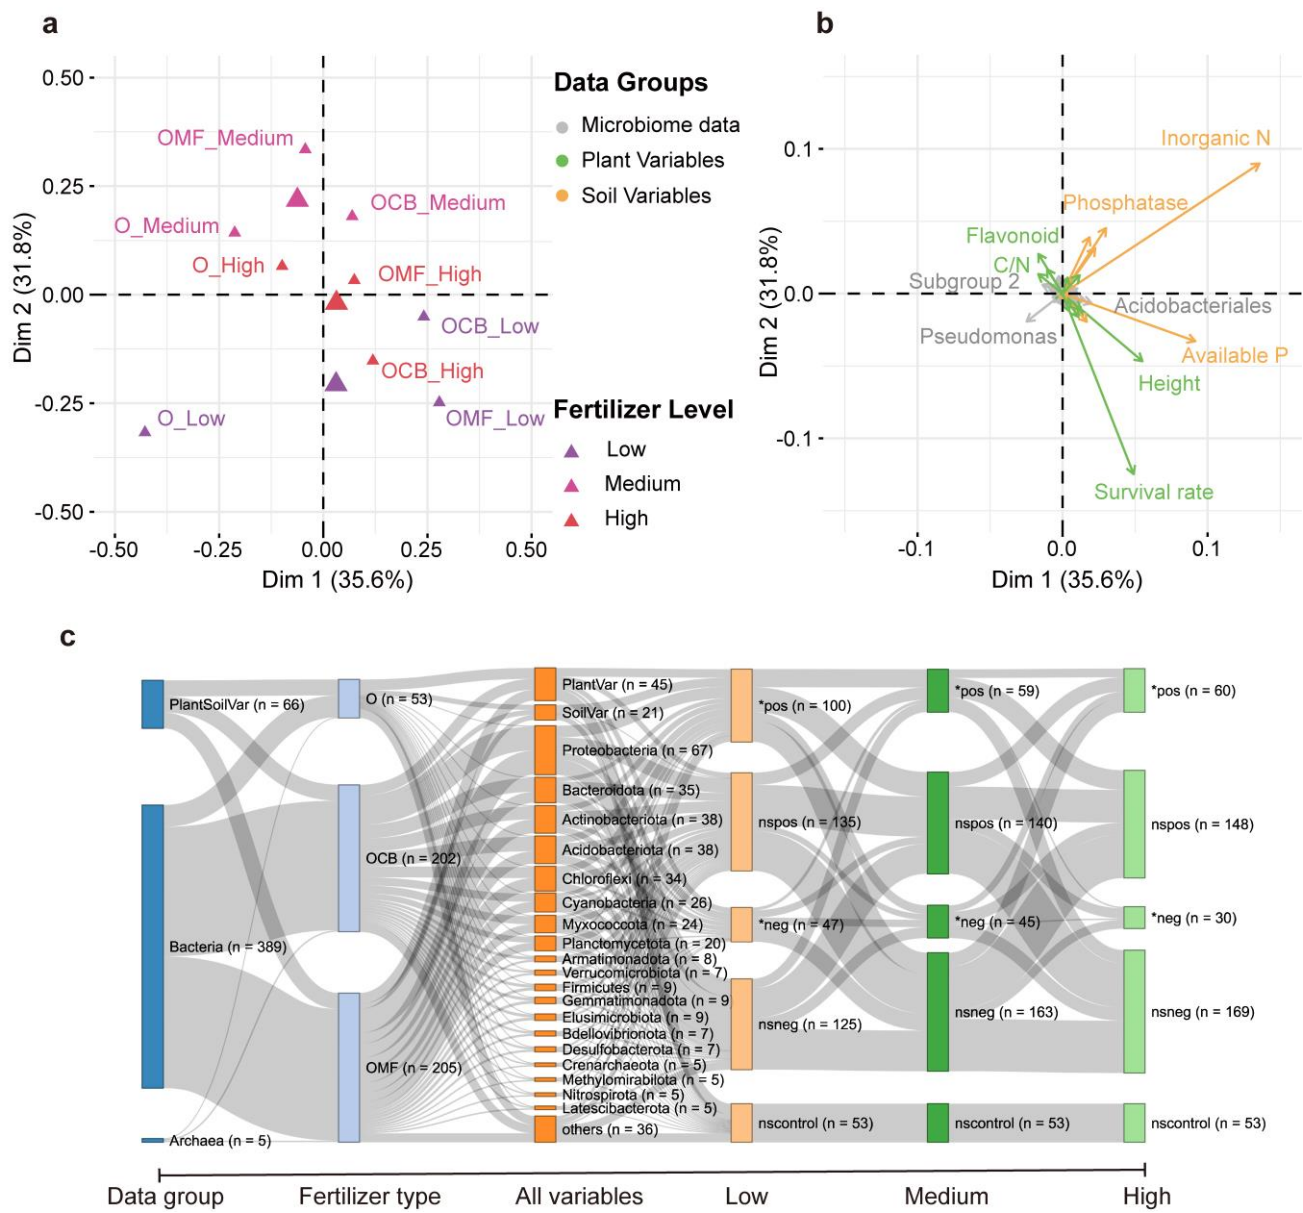 a
0.50
0.25
0.00
-0.25
-0.50
Dim 2 (31.8%)
OMF_Medium
OCB_Medium
O_Medium
O_High
OMF_High
OCB_Low
OCB_High
O_Low
OMF_Low
-0.50
-0.25
0.00
0.25
0.50
Dim 1 (35.6%)
Data Groups
Microbiome data
Plant Variables
Soil Variables
Fertilizer Level
Low
Medium
High
b
0.1
0.0
-0.1
Dim 2 (31.8%)
Inorganic N
Phosphatase
Flavonoid
C/N
Subgroup 2
Acidobacteriales
Pseudomonas
Available P
Height
Survival rate
-0.1
0.0
0.1
Dim 1 (35.6%)
c
PlantSoilVar (n = 66)
Bacteria (n = 389)
Archaea (n = 5)
O (n = 53)
OCB (n = 202)
OMF (n = 205)
PlantVar (n = 45)
SoilVar (n = 21)
Proteobacteria (n = 67)
Bacteroidota (n = 35)
Actinobacteriota (n = 38)
Acidobacteriota (n = 38)
Chloroflexi (n = 34)
Cyanobacteria (n = 26)
Myxococcota (n = 24)
Planctomycetota (n = 20)
Armatimonadota (n = 8)
Verrucomicrobiota (n = 7)
Firmicutes (n = 9)
Gemmatimonadota (n = 9)
Elusimicrobiota (n = 9)
Bdellovibrionota (n = 7)
Desulfobacterota (n = 7)
Crenarchaeota (n = 5)
Methylomirabilota (n = 5)
Nitrospirota (n = 5)
Latescibacterota (n = 5)
others (n = 36)
*pos (n = 100)
nspos (n = 135)
*neg (n = 47)
nsneg (n = 125)
nscontrol (n = 53)
*pos (n = 59)
nspos (n = 140)
*neg (n = 45)
nsneg (n = 163)
nscontrol (n = 53)
*pos (n = 60)
nspos (n = 148)
*neg (n = 30)
nsneg (n = 169)
nscontrol (n = 53)
Data group
Fertilizer type
All variables
Low
Medium
High